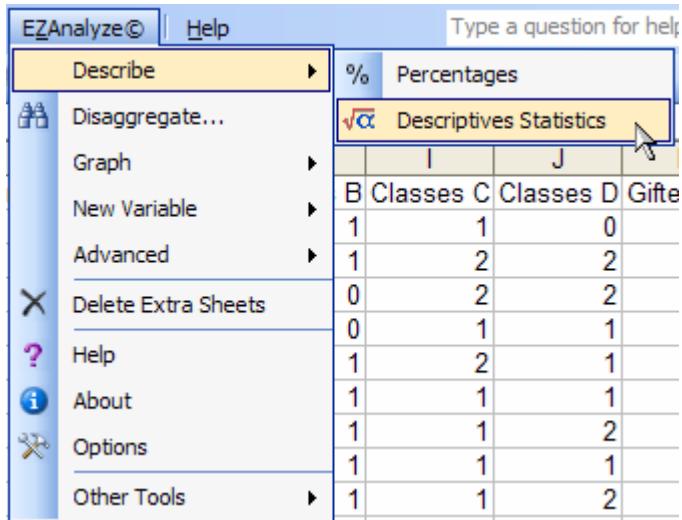 EZAnalyze© Help Type a question for help
Describe % Percentages
Disaggregate... √α Descriptives Statistics
Graph I J
New Variable B Classes C Classes D Gifte
1 1 0
Advanced 1 2 2
Delete Extra Sheets 0 2 2
0 1 1
? Help 1 2 1
About 1 1 1
Options 1 1 2
1 1 1
Other Tools 1 1 2